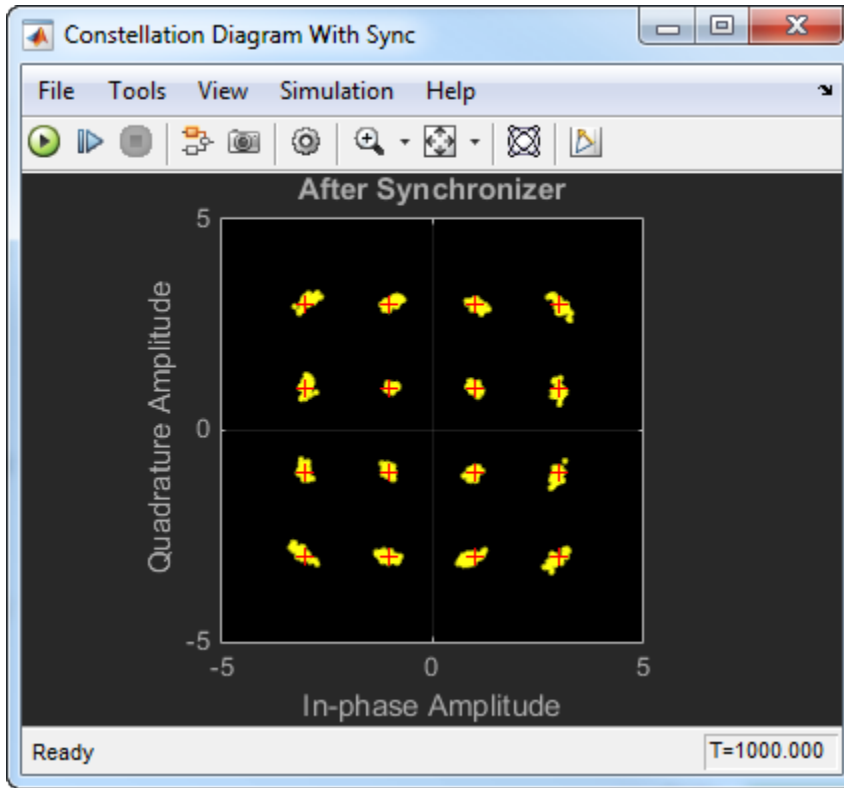 Constellation Diagram With Sync
File Tools View Simulation Help
After Synchronizer
5
Quadrature Amplitude
0
-5
-5 0 5
In-phase Amplitude
Ready T=1000.000